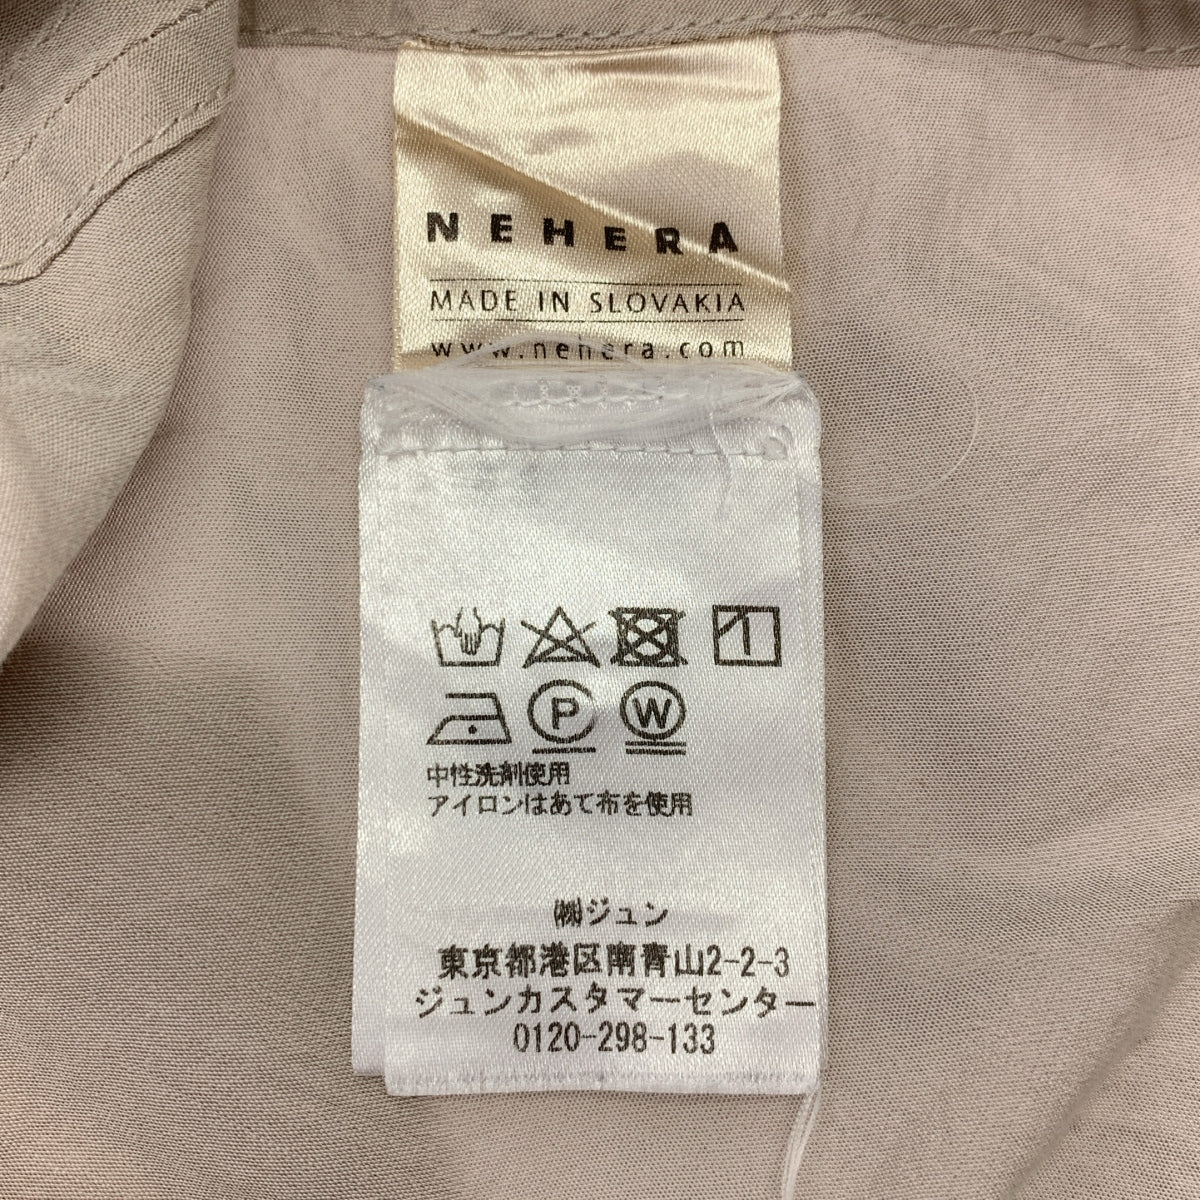 NEHERA
MADE IN SLOVAKIA
www.nehera.com
P W
中性洗剤使用
アイロンはあて布を使用
㈱ジュン
東京都港区南青山2-2-3
ジュンカスタマーセンター
0120-298-133